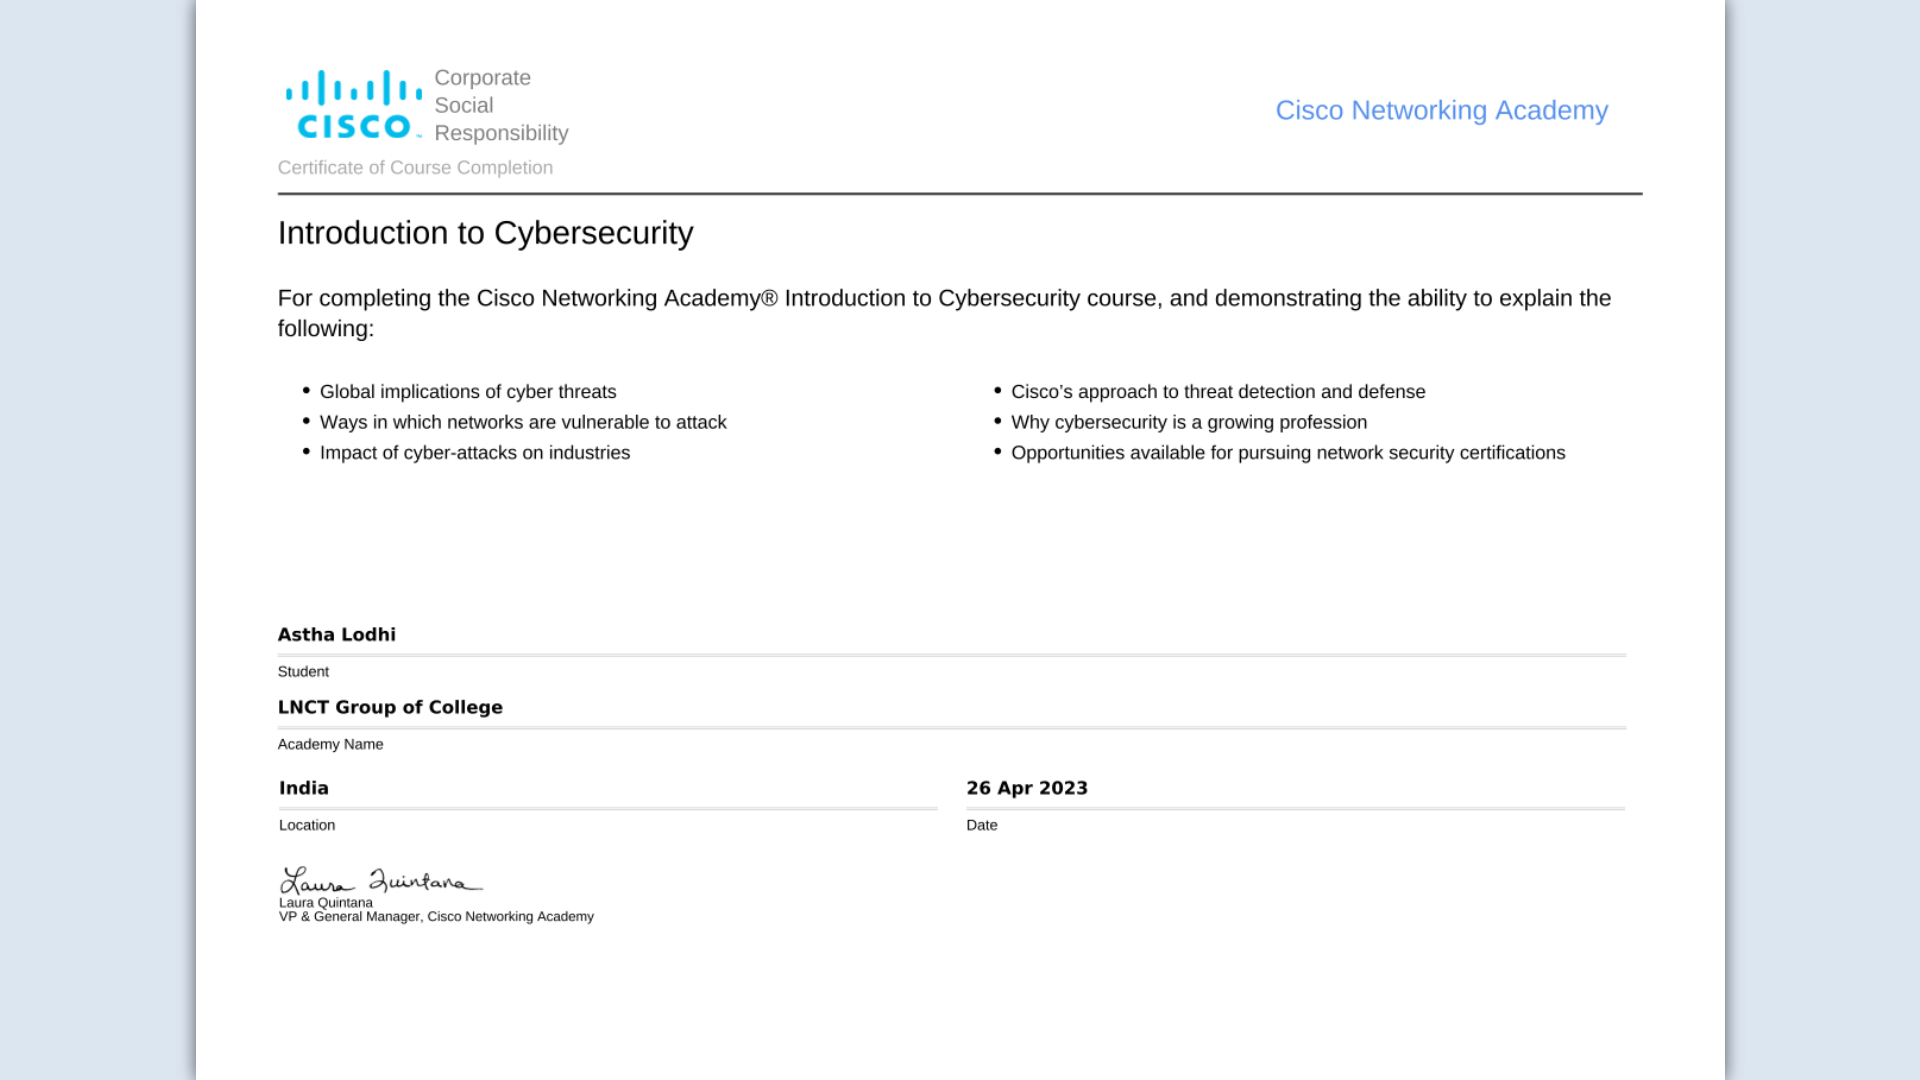 CISCO
Corporate
Social
Responsibility
Cisco Networking Academy
Certificate of Course Completion
Introduction to Cybersecurity
For completing the Cisco Networking Academy® Introduction to Cybersecurity course, and demonstrating the ability to explain the
following:
• Global implications of cyber threats
• Ways in which networks are vulnerable to attack
• Impact of cyber-attacks on industries
• Cisco’s approach to threat detection and defense
• Why cybersecurity is a growing profession
• Opportunities available for pursuing network security certifications
Astha Lodhi
Student
LNCT Group of College
Academy Name
India
Location
26 Apr 2023
Date
Laura Quintana
Laura Quintana
VP & General Manager, Cisco Networking Academy